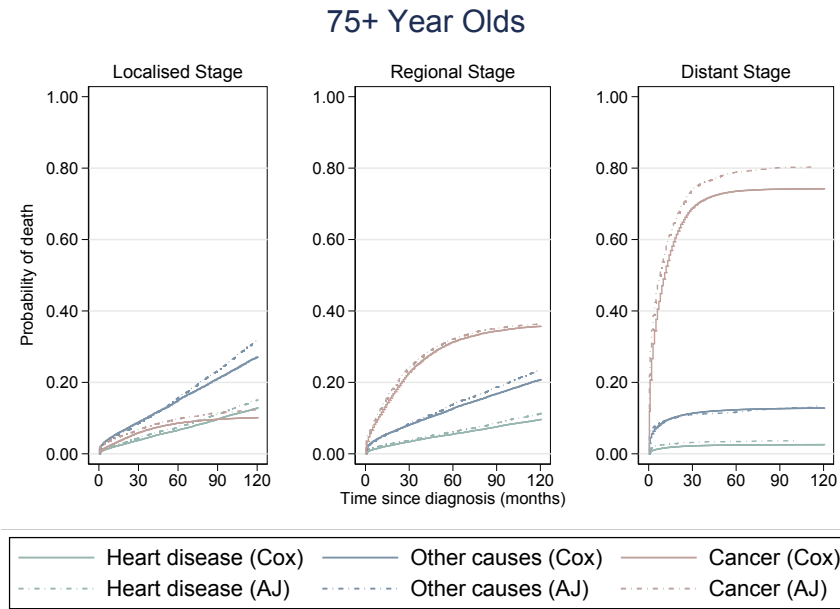 75+ Year Olds
Localised Stage
Regional Stage
Distant Stage
Probability of death
1.00
0.80
0.60
0.40
0.20
0.00
0 30 60 90 120
1.00
0.80
0.60
0.40
0.20
0.00
0 30 60 90 120
1.00
0.80
0.60
0.40
0.20
0.00
0 30 60 90 120
Time since diagnosis (months)
Heart disease (Cox) Other causes (Cox) Cancer (Cox)
Heart disease (AJ) Other causes (AJ) Cancer (AJ)